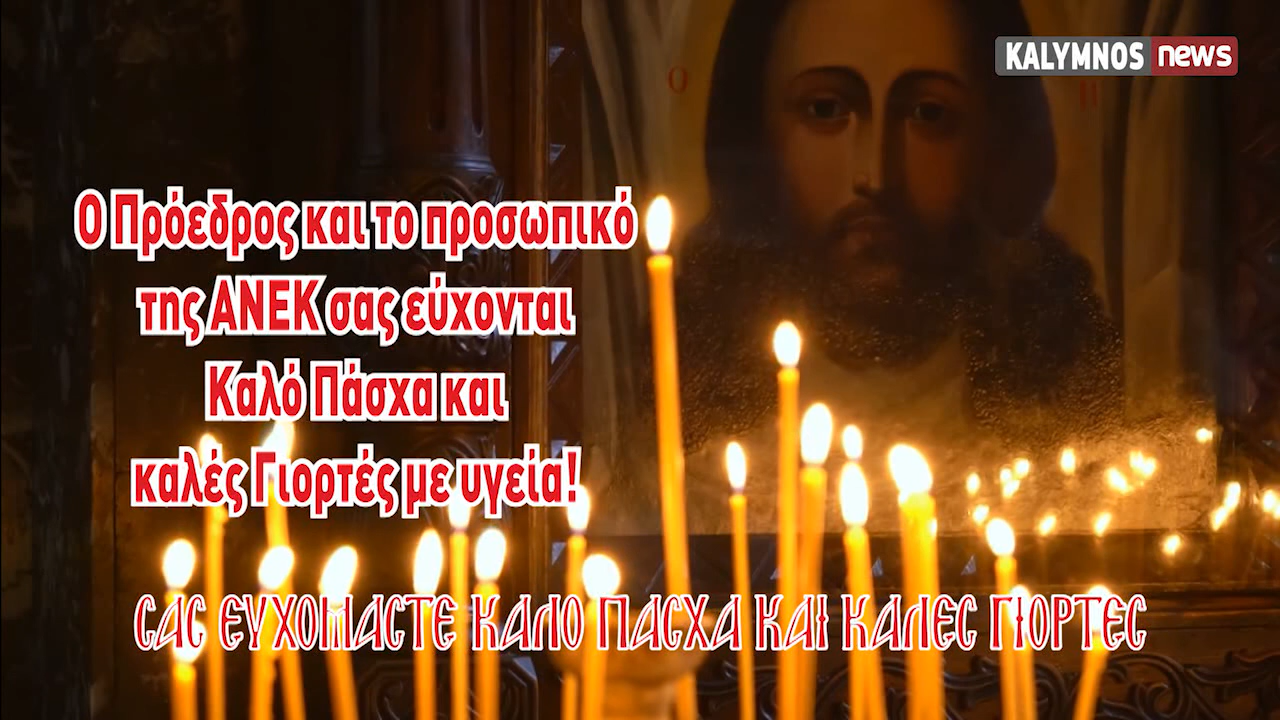 KALYMNOS news
Ο Πρόεδρος και το προσωπικό
της ΑΝΕΚ σας εύχονται
Καλό Πάσχα και
καλές Γιορτές με υγεία!
ΣΑΣ ΕΥΧΟΜΑΣΤΕ ΚΑΛΟ ΠΑΣΧΑ ΚΑΙ ΚΑΛΕΣ ΓΙΟΡΤΕΣ